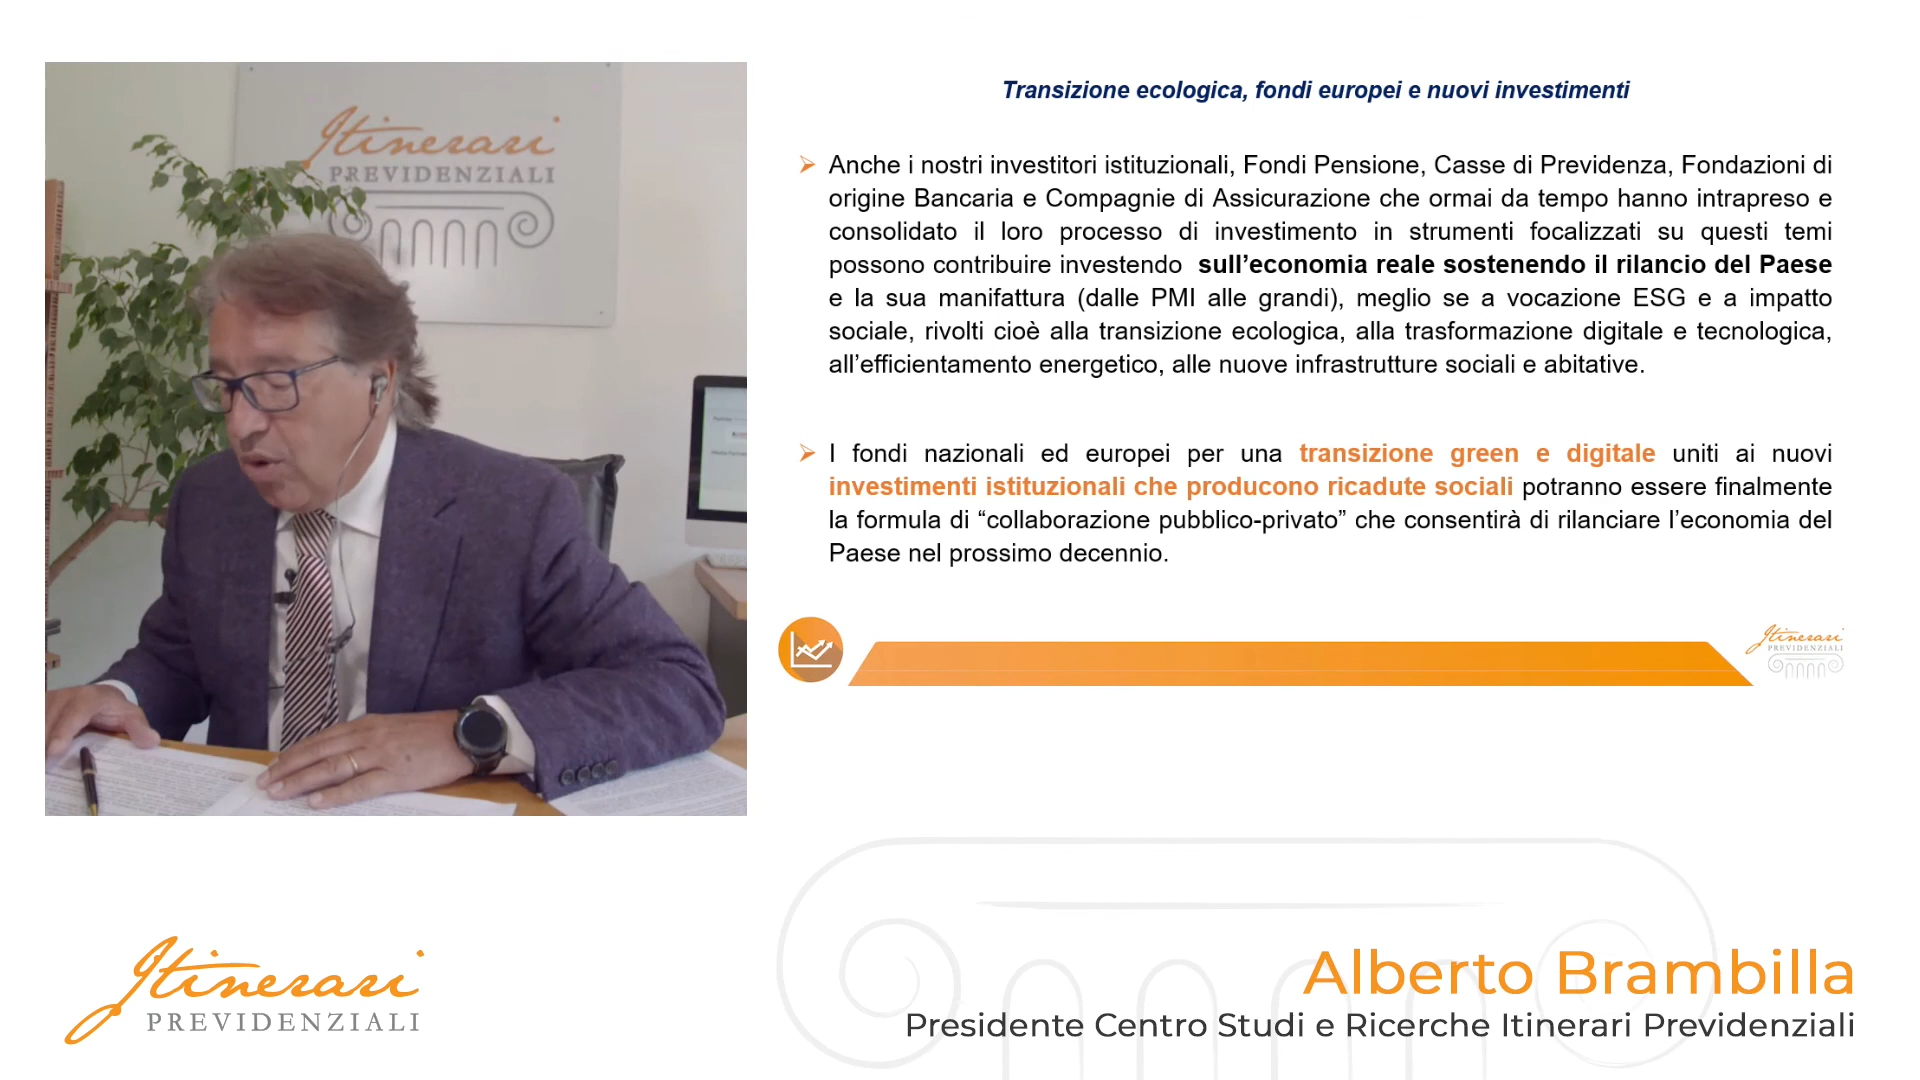 Itinerari
PREVIDENZIALI
Transizione ecologica, fondi europei e nuovi investimenti
Anche i nostri investitori istituzionali, Fondi Pensione, Casse di Previdenza, Fondazioni di
origine Bancaria e Compagnie di Assicurazione che ormai da tempo hanno intrapreso e
consolidato il loro processo di investimento in strumenti focalizzati su questi temi
possono contribuire investendo sull’economia reale sostenendo il rilancio del Paese
e la sua manifattura (dalle PMI alle grandi), meglio se a vocazione ESG e a impatto
sociale, rivolti cioè alla transizione ecologica, alla trasformazione digitale e tecnologica,
all’efficientamento energetico, alle nuove infrastrutture sociali e abitative.
I fondi nazionali ed europei per una transizione green e digitale uniti ai nuovi
investimenti istituzionali che producono ricadute sociali potranno essere finalmente
la formula di “collaborazione pubblico-privato” che consentirà di rilanciare l’economia del
Paese nel prossimo decennio.
Itinerari
PREVIDENZIALI
Itinerari
PREVIDENZIALI
Alberto Brambilla
Presidente Centro Studi e Ricerche Itinerari Previdenziali